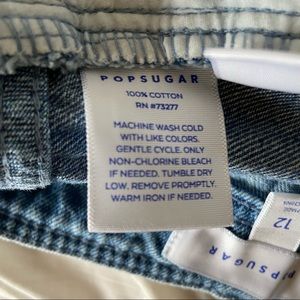 POPSUGAR
100% COTTON
RN #73277
MACHINE WASH COLD
WITH LIKE COLORS.
GENTLE CYCLE. ONLY
NON-CHLORINE BLEACH
IF NEEDED. TUMBLE DRY
LOW. REMOVE PROMPTLY.
WARM IRON IF NEEDED.
12
MADE
POPSUGAR